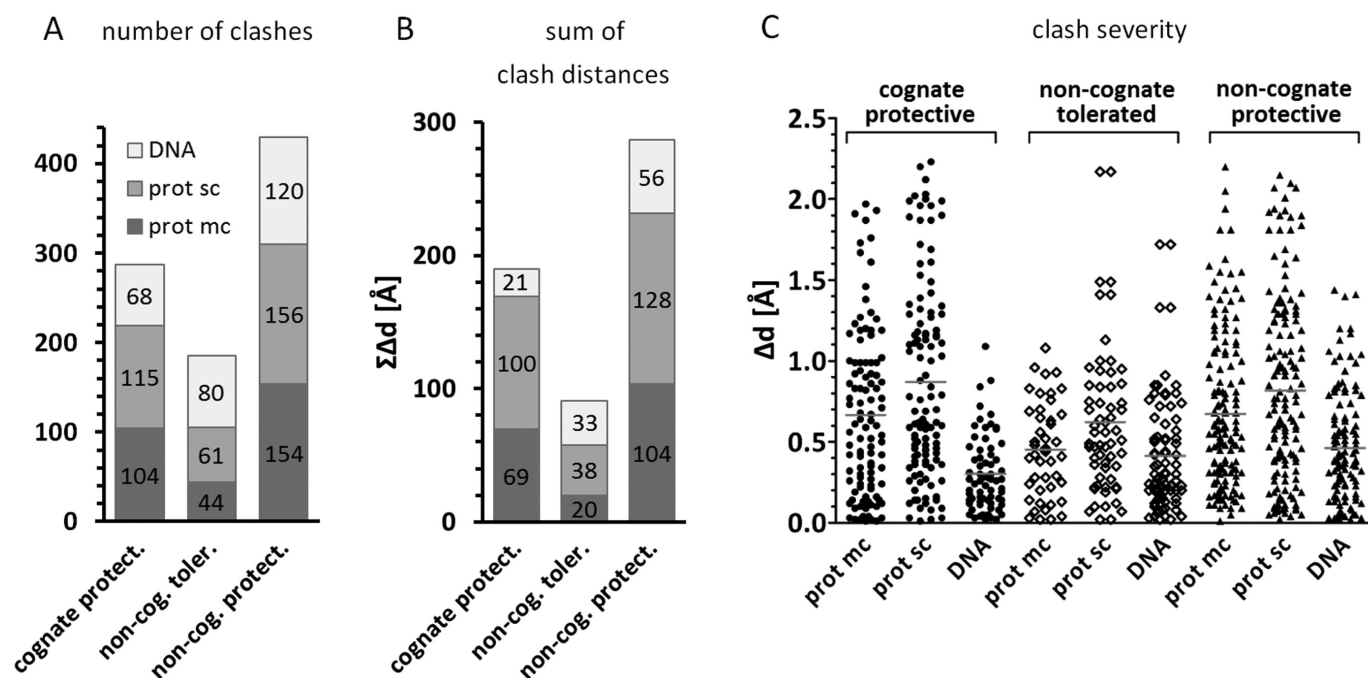 A number of clashes
400
300
200
100
0
DNA
prot sc
prot mc
68
115
104
80
61
44
120
156
154
cognate protect.
non-cog. toler.
non-cog. protect.
B sum of
clash distances
ΣΔd [Å]
300
200
100
0
21
100
69
33
38
20
56
128
104
cognate protect.
non-cog. toler.
non-cog. protect.
C clash severity
cognate
protective
non-cognate
tolerated
non-cognate
protective
Δd [Å]
2.5
2.0
1.5
1.0
0.5
0.0
prot mc
prot sc
DNA
prot mc
prot sc
DNA
prot mc
prot sc
DNA